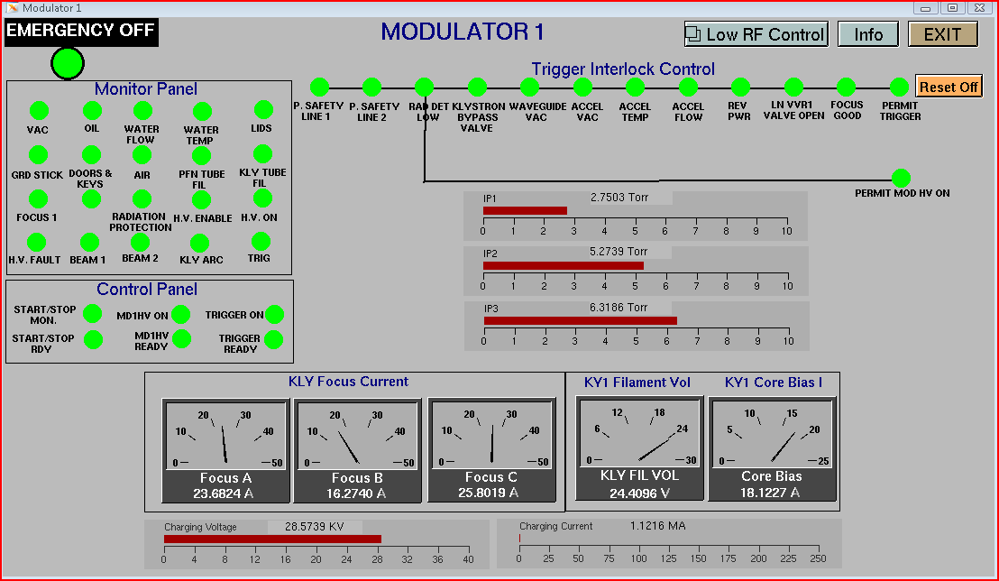 Modulator 1
EMERGENCY OFF
MODULATOR 1
Low RF Control
Info
EXIT
Trigger Interlock Control
Reset Off
P. SAFETY
LINE 1
P. SAFETY
LINE 2
RAD DET
LOW
KLYSTRON
BYPASS
VALVE
WAVEGUIDE
VAC
ACCEL
VAC
ACCEL
TEMP
ACCEL
FLOW
REV
PWR
LN VVR1
VALVE OPEN
FOCUS
GOOD
PERMIT
TRIGGER
PERMIT MOD HV ON
Monitor Panel
VAC
OIL
WATER
FLOW
WATER
TEMP
LIDS
GRD STICK
DOORS &
KEYS
AIR
PFN TUBE
FIL
KLY TUBE
FIL
FOCUS 1
RADIATION
PROTECTION
H.V. ENABLE
H.V. ON
H.V. FAULT
BEAM 1
BEAM 2
KLY ARC
TRIG
Control Panel
START/STOP
MON.
MD1HV ON
TRIGGER ON
START/STOP
RDY
MD1HV
READY
TRIGGER
READY
IP1
2.7503 Torr
0 1 2 3 4 5 6 7 8 9 10
IP2
5.2739 Torr
0 1 2 3 4 5 6 7 8 9 10
IP3
6.3186 Torr
0 1 2 3 4 5 6 7 8 9 10
KLY Focus Current
0 10 20 30 40 50
Focus A
23.6824 A
0 10 20 30 40 50
Focus B
16.2740 A
0 10 20 30 40 50
Focus C
25.8019 A
KY1 Filament Vol
0 6 12 18 24 30
KLY FIL VOL
24.4096 V
KY1 Core Bias I
0 5 10 15 20 25
Core Bias
18.1227 A
Charging Voltage
28.5739 KV
0 4 8 12 16 20 24 28 32 36 40
Charging Current
1.1216 MA
0 25 50 75 100 125 150 175 200 225 250